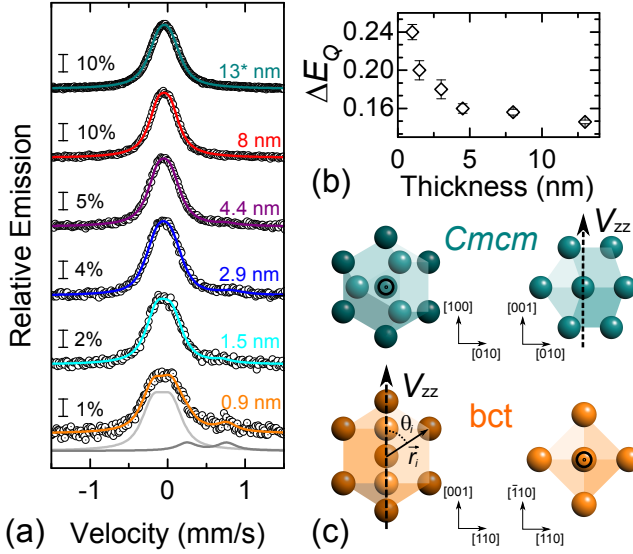 10%
13* nm
10%
8 nm
5%
4.4 nm
4%
2.9 nm
2%
1.5 nm
1%
0.9 nm
Relative Emission
-1 0 1
(a) Velocity (mm/s)
ΔE_Q
0.24
0.20
0.16
0 5 10
(b) Thickness (nm)
Cmcm
V_zz
[100]
[010]
[001]
[010]
V_zz
bct
θ_i
r⃗_i
[001]
[1̄10]
[1̄10]
[110]
(c)